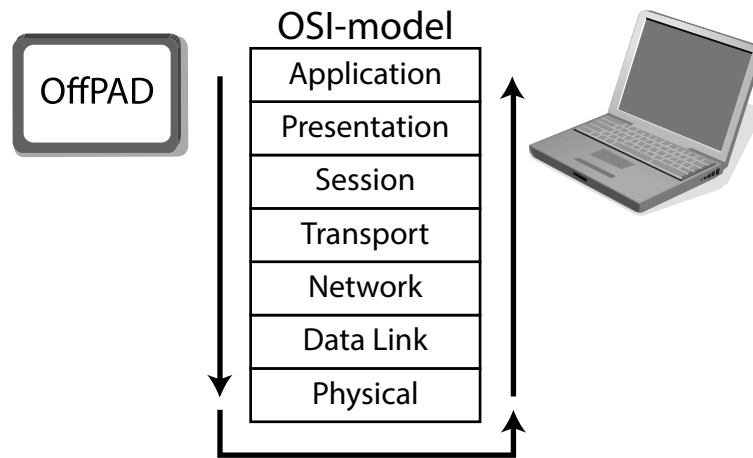 OSI-model
OffPAD
Application
Presentation
Session
Transport
Network
Data Link
Physical